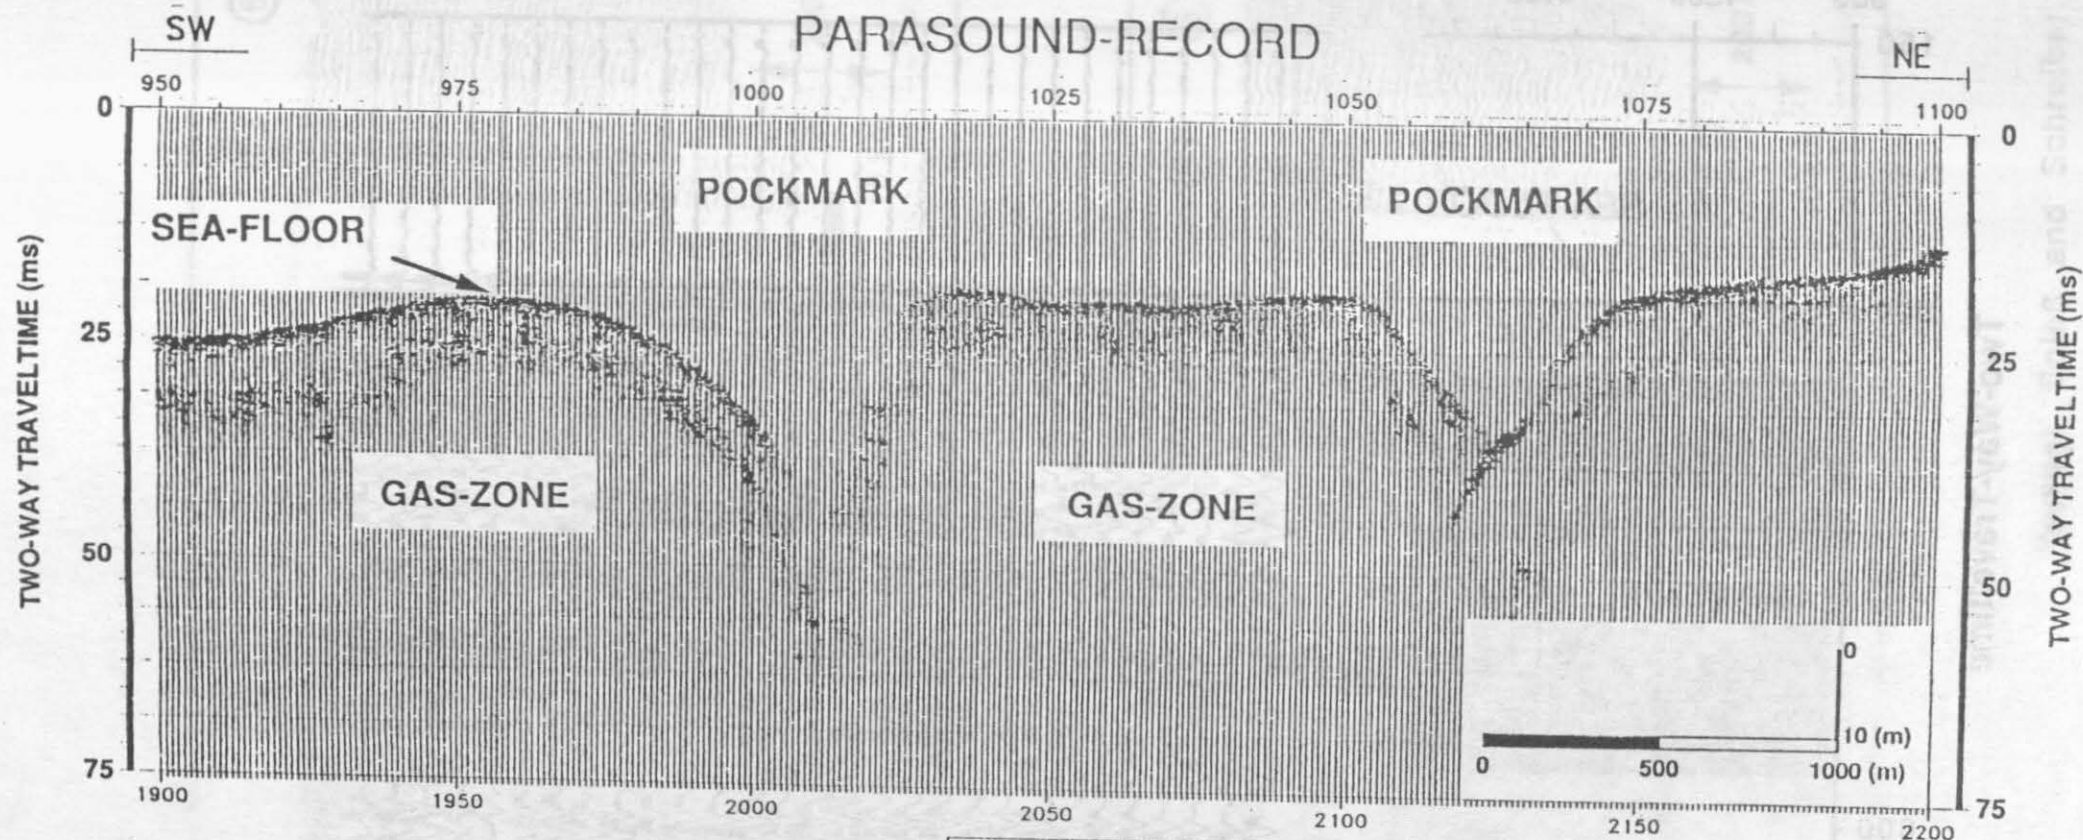 PARASOUND-RECORD
SW
NE
950 975 1000 1025 1050 1075 1100
0
0
POCKMARK
POCKMARK
SEA-FLOOR
25
25
TWO-WAY TRAVELTIME (ms)
TWO-WAY TRAVELTIME (ms)
GAS-ZONE
GAS-ZONE
50
50
0
10 (m)
0 500 1000 (m)
75
75
1900 1950 2000 2050 2100 2150 2200